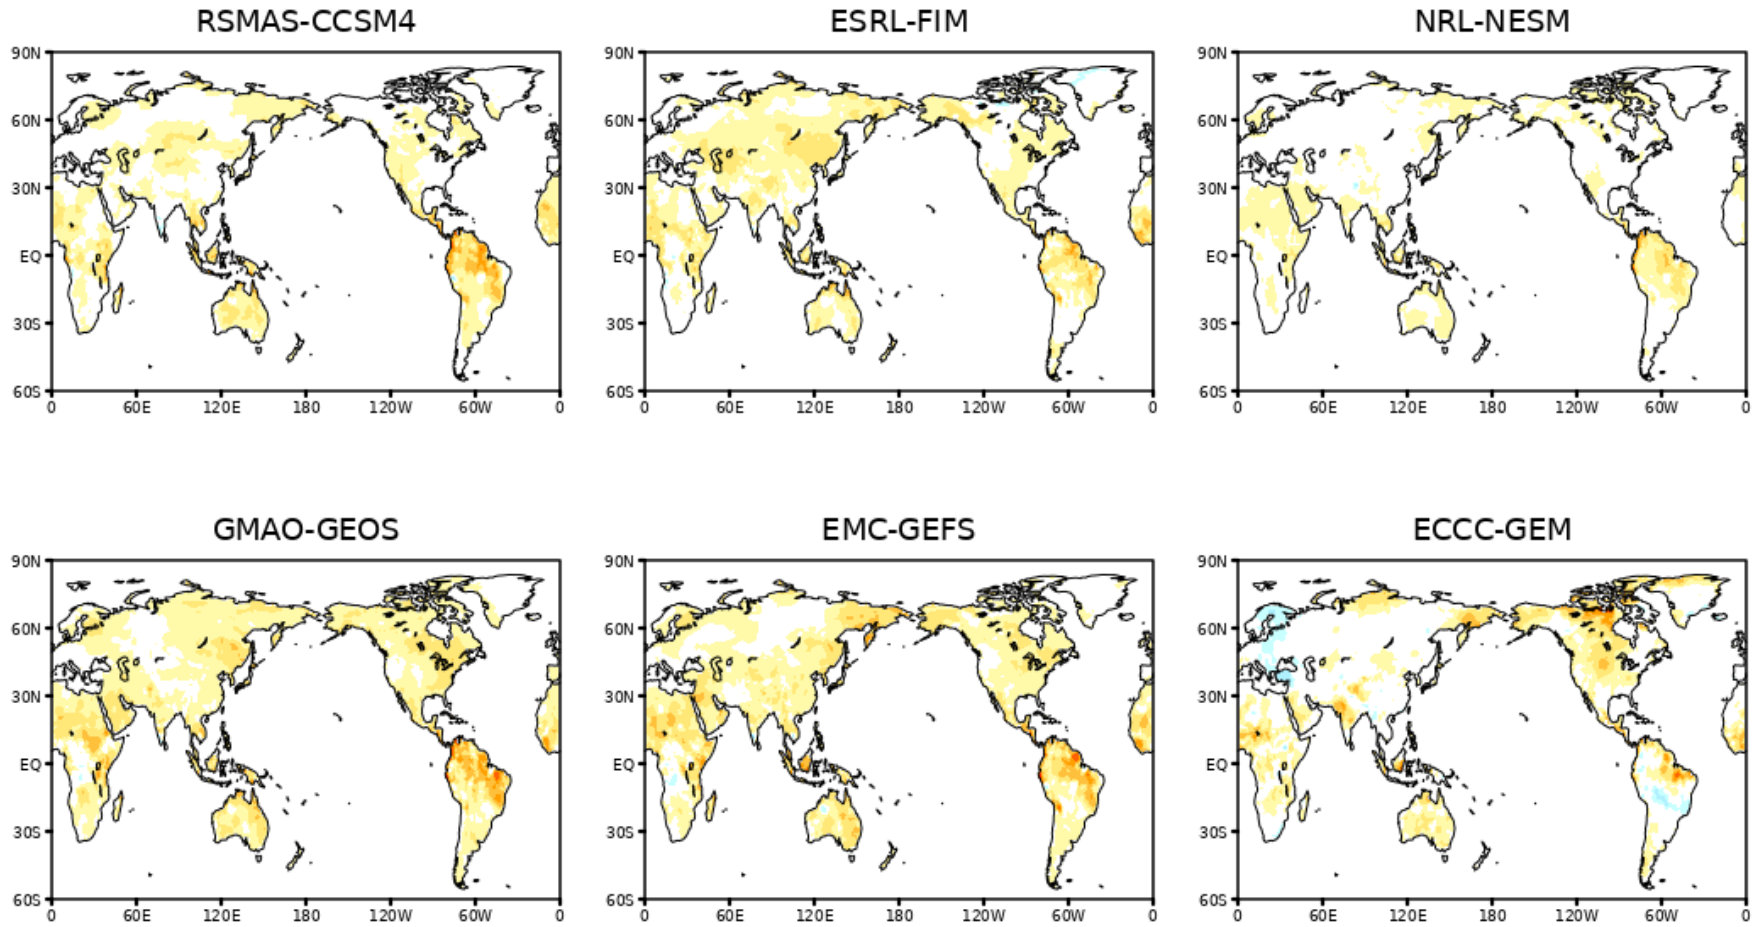 RSMAS-CCSM4 ESRL-FIM NRL-NESM
90N 90N 90N
60N 60N 60N
30N 30N 30N
EQ EQ EQ
30S 30S 30S
60S 60S 60S
0 60E 120E 180 120W 60W 0 0 60E 120E 180 120W 60W 0 0 60E 120E 180 120W 60W 0
GMAO-GEOS EMC-GEFS ECCC-GEM
90N 90N 90N
60N 60N 60N
30N 30N 30N
EQ EQ EQ
30S 30S 30S
60S 60S 60S
0 60E 120E 180 120W 60W 0 0 60E 120E 180 120W 60W 0 0 60E 120E 180 120W 60W 0